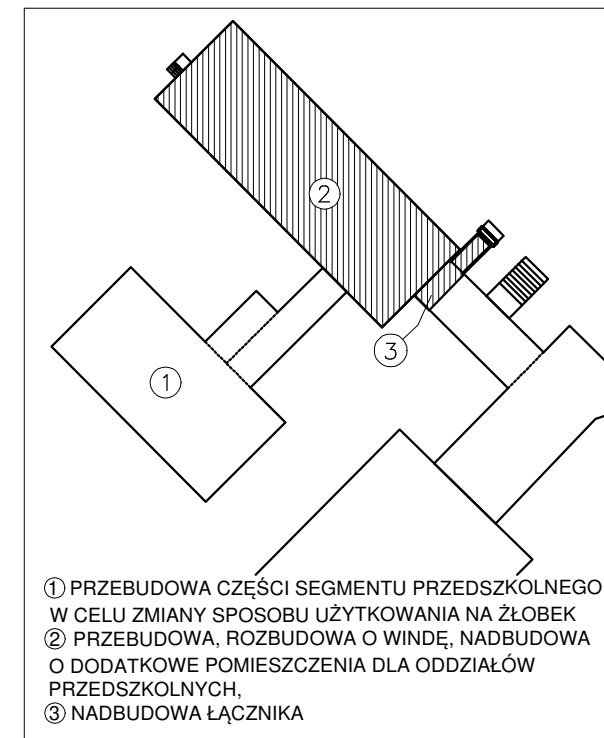 ②
③
①
① PRZEBUDOWA CZĘŚCI SEGMENTU PRZEDSZKOLNEGO
W CELU ZMIANY SPOSOBU UŻYTKOWANIA NA ŻŁOBEK
② PRZEBUDOWA, ROZBUDOWA O WINDĘ, NADBUDOWA
O DODATKOWE POMIESZCZENIA DLA ODDZIAŁÓW
PRZEDSZKOLNYCH,
③ NADBUDOWA ŁĄCZNIKA